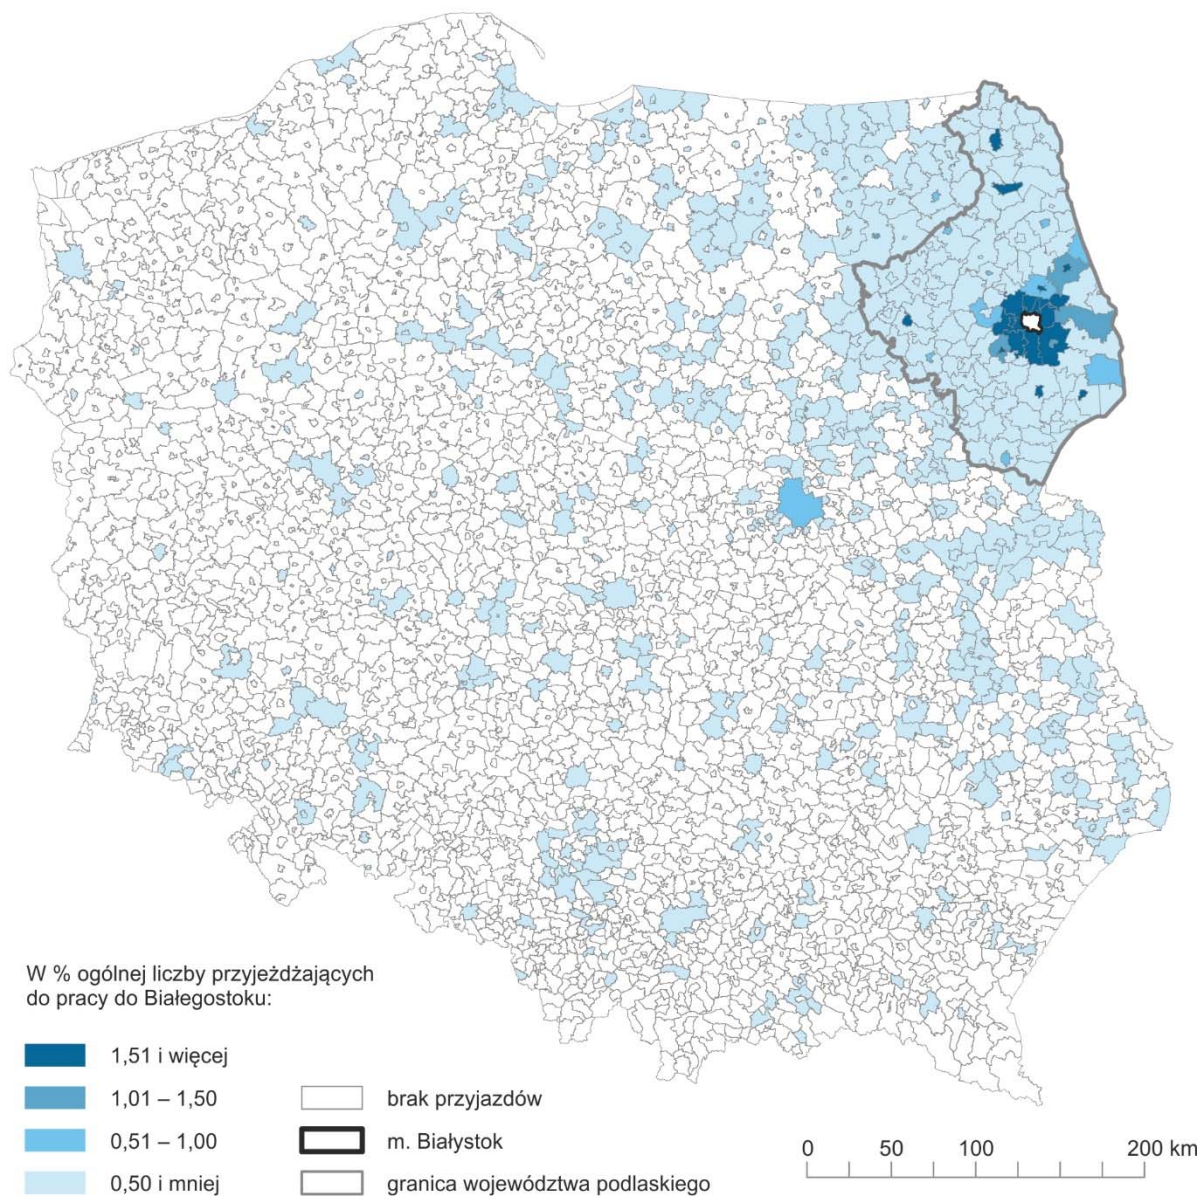 W % ogólnej liczby przyjeżdżających
do pracy do Białegostoku:
1,51 i więcej
1,01 – 1,50
0,51 – 1,00
0,50 i mniej
brak przyjazdów
m. Białystok
granica województwa podlaskiego
0 50 100 200 km